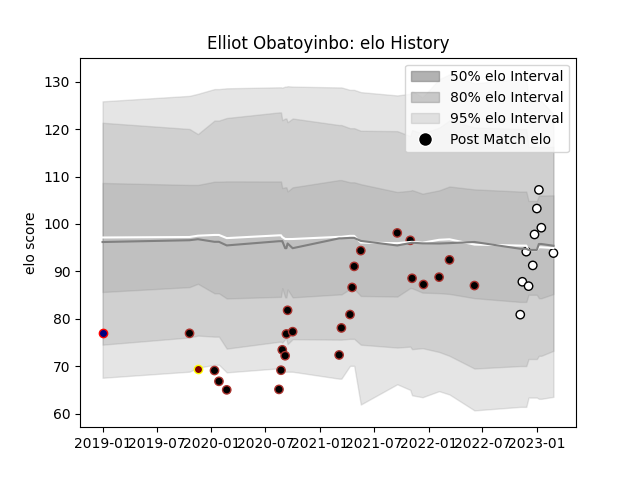 Elliot Obatoyinbo: elo History
50% elo Interval
80% elo Interval
95% elo Interval
Post Match elo
elo score
130
120
110
100
90
80
70
60
2019-01 2019-07 2020-01 2020-07 2021-01 2021-07 2022-01 2022-07 2023-01